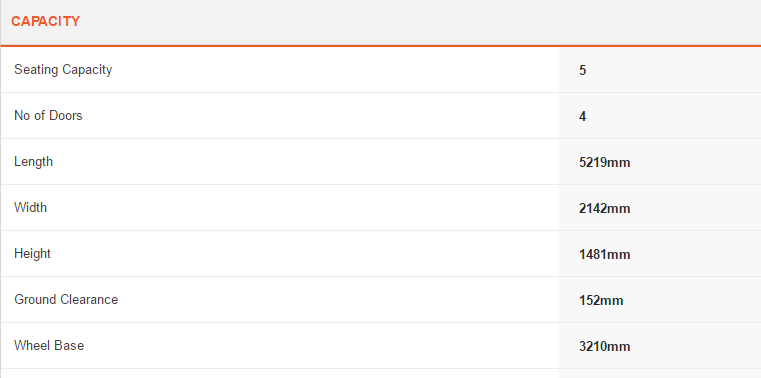 CAPACITY
Seating Capacity 5
No of Doors 4
Length 5219mm
Width 2142mm
Height 1481mm
Ground Clearance 152mm
Wheel Base 3210mm